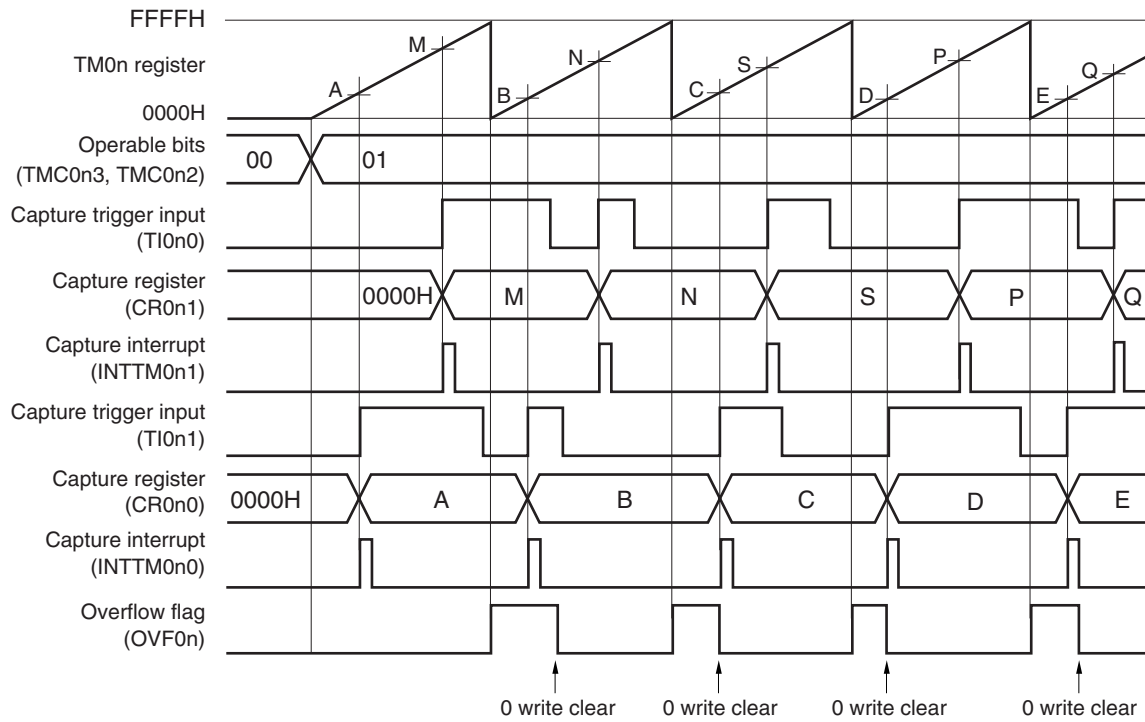 FFFFH
TM0n register
0000H
A M B N C S D P E Q
Operable bits
(TMC0n3, TMC0n2)
00 01
Capture trigger input
(TI0n0)
Capture register
(CR0n1)
0000H M N S P Q
Capture interrupt
(INTTM0n1)
Capture trigger input
(TI0n1)
Capture register
(CR0n0)
0000H A B C D E
Capture interrupt
(INTTM0n0)
Overflow flag
(OVF0n)
0 write clear 0 write clear 0 write clear 0 write clear